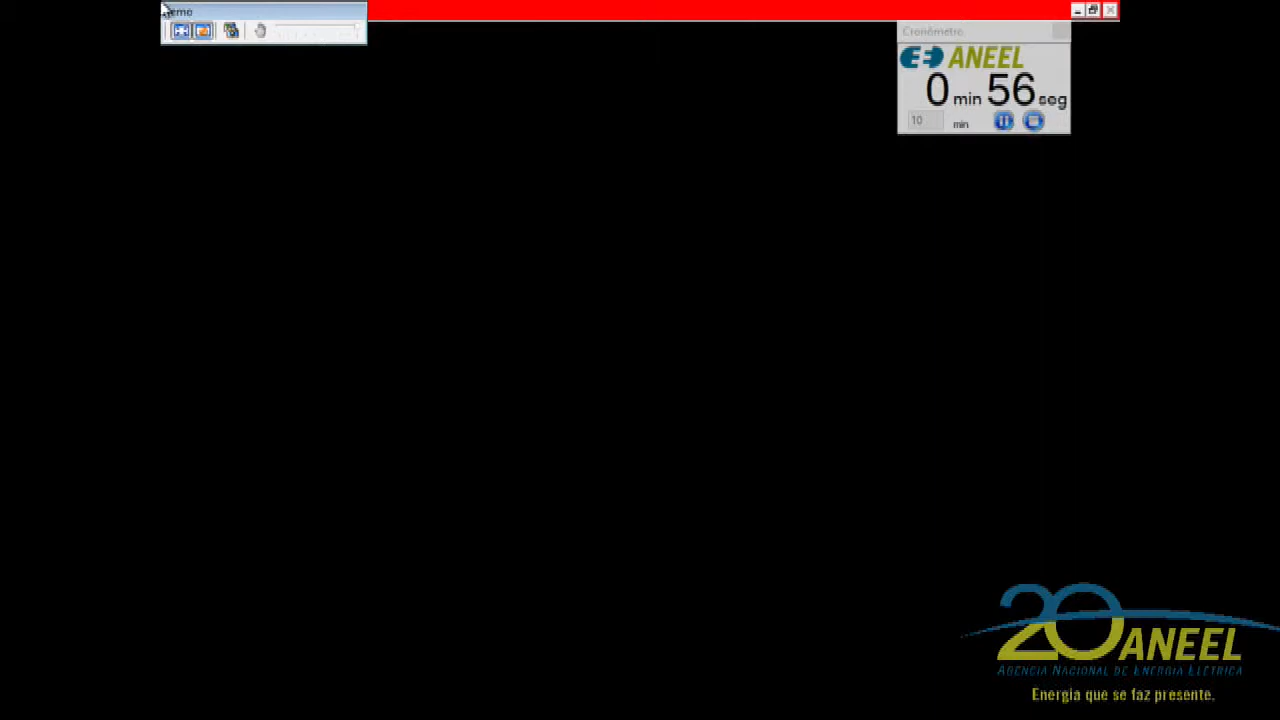 Cronômetro
ANEEL
0 min 56 seg
10 min
20 ANEEL
AGÊNCIA NACIONAL DE ENERGIA ELÉTRICA
Energia que se faz presente.